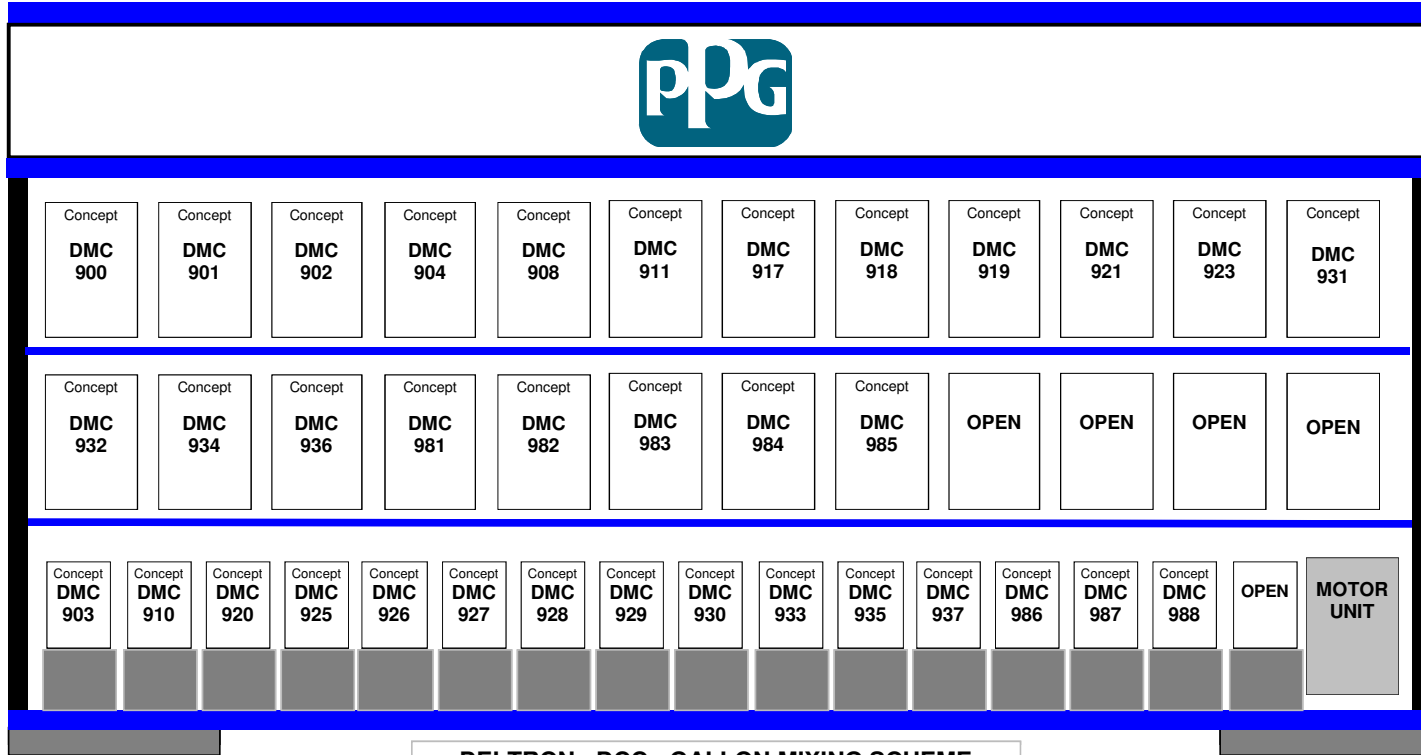 PPG
Concept Concept Concept Concept Concept Concept Concept Concept Concept Concept Concept Concept
DMC DMC DMC DMC DMC DMC DMC DMC DMC DMC DMC DMC
900 901 902 904 908 911 917 918 919 921 923 931
Concept Concept Concept Concept Concept Concept Concept Concept
DMC DMC DMC DMC DMC DMC DMC DMC OPEN OPEN OPEN OPEN
932 934 936 981 982 983 984 985
Concept Concept Concept Concept Concept Concept Concept Concept Concept Concept Concept Concept Concept Concept Concept
DMC DMC DMC DMC DMC DMC DMC DMC DMC DMC DMC DMC DMC DMC DMC OPEN MOTOR
903 910 920 925 926 927 928 929 930 933 935 937 986 987 988 UNIT
DELTRON GALLON MIXING SCHEME